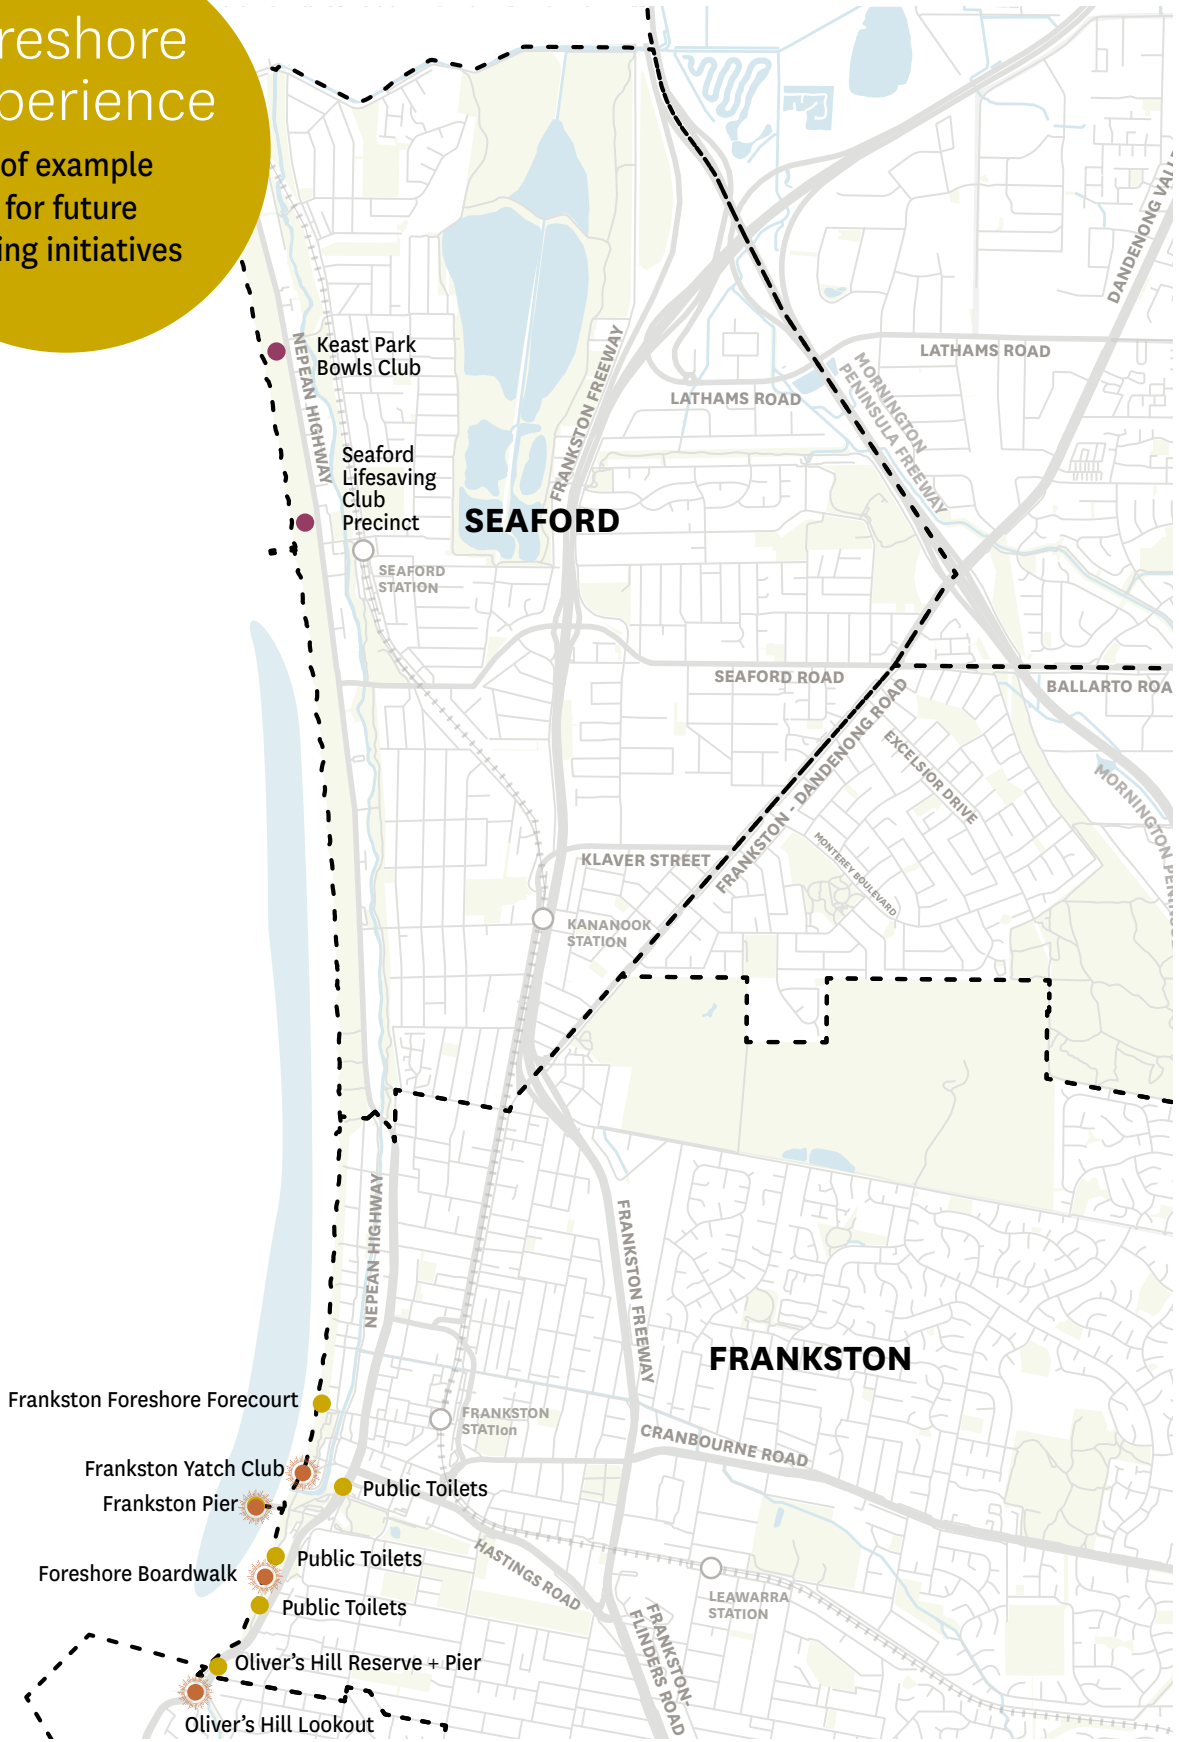 reshore
perience
of example
for future
ing initiatives
Keast Park
Bowls Club
NEPEAN HIGHWAY
Seaford
Lifesaving
Club
Precinct
SEAFORD
SEAFORD
STATION
FRANKSTON FREEWAY
LATHAMS ROAD
LATHAMS ROAD
DANDENONG VALL
MORNINGTON
PENINSULA FREEWAY
SEAFORD ROAD
BALLARTO ROA
FRANKSTON - DANDENONG ROAD
EXCELSIOR DRIVE
MORNINGTON PENIN
KLAVER STREET
MONTEREY BOULEVARD
KANANOOK
STATION
NEPEAN HIGHWAY
FRANKSTON FREEWAY
FRANKSTON
Frankston Foreshore Forecourt
FRANKSTON
STATIon
CRANBOURNE ROAD
Frankston Yatch Club
Public Toilets
Frankston Pier
Public Toilets
Foreshore Boardwalk
HASTINGS ROAD
LEAWARRA
STATION
Public Toilets
FRANKSTON-
FLINDERS ROAD
Oliver's Hill Reserve + Pier
Oliver's Hill Lookout